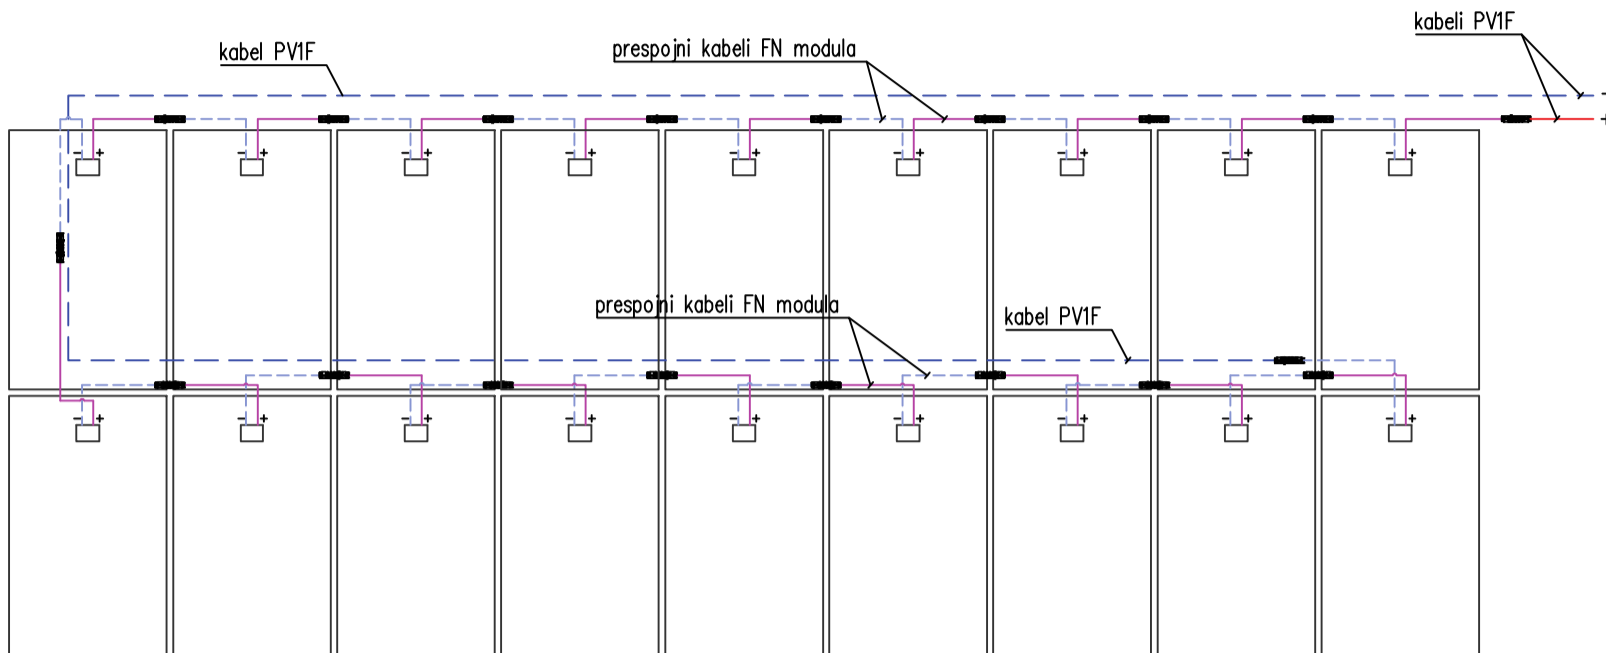 kabeli PV1F
kabel PV1F
prespojni kabeli FN modula
-
+
- + - + - + - + - + - + - + - + - +
prespojni kabeli FN modula
kabel PV1F
- + - + - + - + - + - + - + - + - +